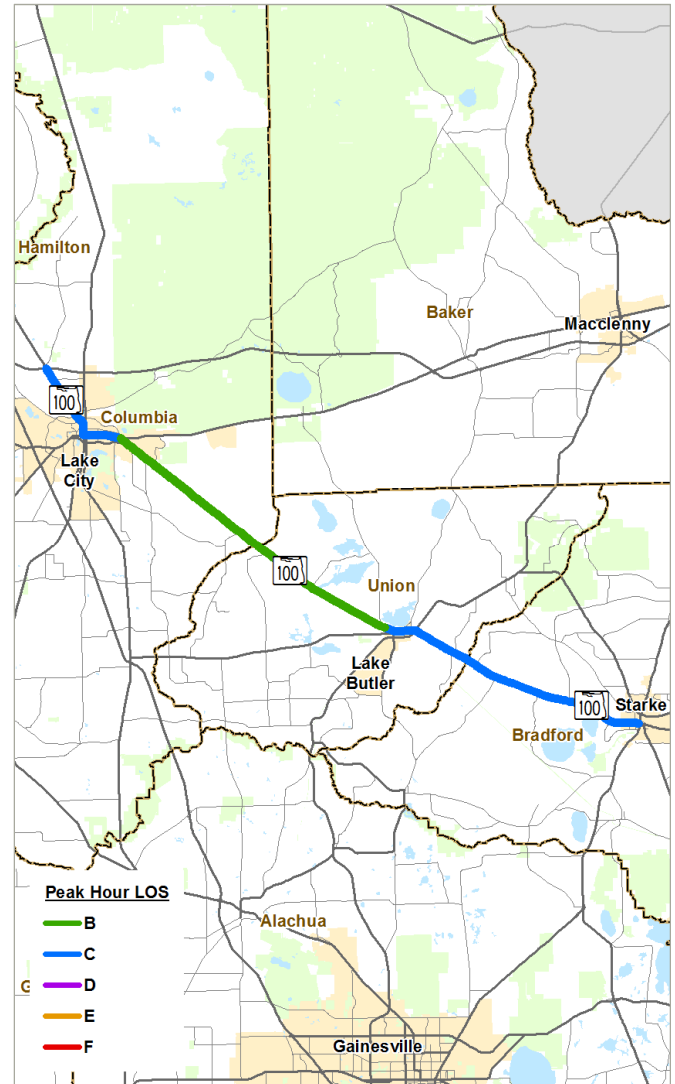 Hamilton
Baker
Macclenny
100
Columbia
Lake
City
100
Union
Lake
Butler
100
Starke
Bradford
Peak Hour LOS
B
C
D
E
F
Alachua
G
Gainesville